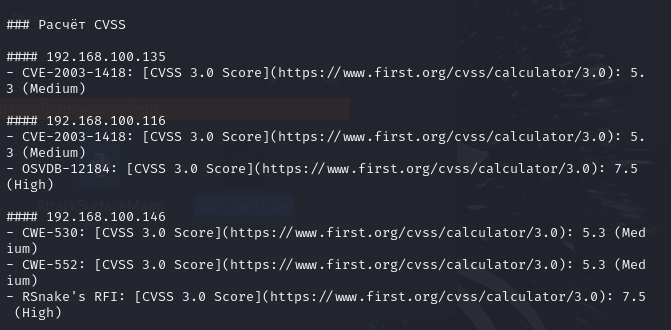 ### Расчёт CVSS
#### 192.168.100.135
- CVE-2003-1418: [CVSS 3.0 Score](https://www.first.org/cvss/calculator/3.0): 5.
3 (Medium)
#### 192.168.100.116
- CVE-2003-1418: [CVSS 3.0 Score](https://www.first.org/cvss/calculator/3.0): 5.
3 (Medium)
- OSVDB-12184: [CVSS 3.0 Score](https://www.first.org/cvss/calculator/3.0): 7.5
(High)
#### 192.168.100.146
- CWE-530: [CVSS 3.0 Score](https://www.first.org/cvss/calculator/3.0): 5.3 (Med
ium)
- CWE-552: [CVSS 3.0 Score](https://www.first.org/cvss/calculator/3.0): 5.3 (Med
ium)
- RSnake's RFI: [CVSS 3.0 Score](https://www.first.org/cvss/calculator/3.0): 7.5
(High)